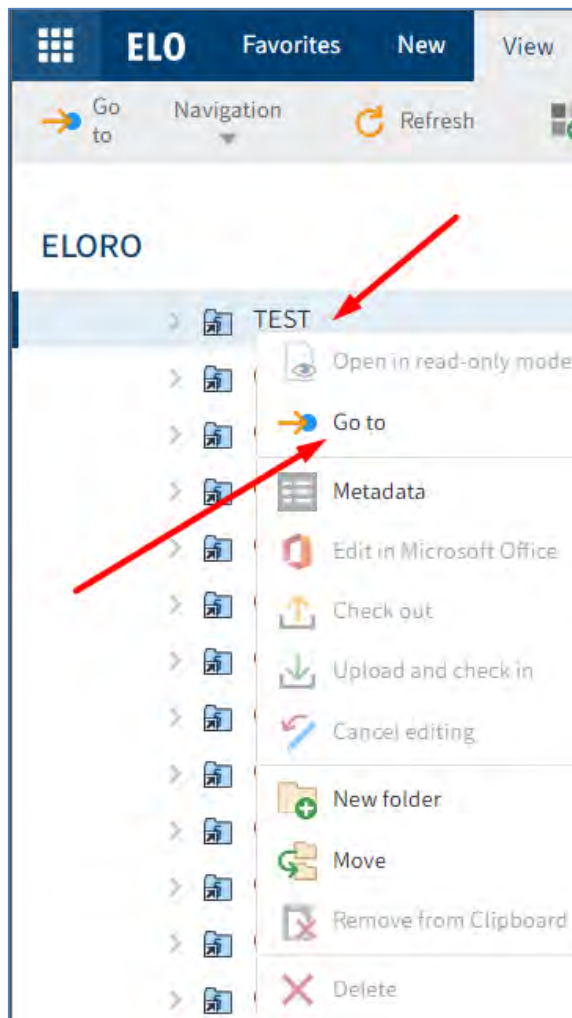 ELO Favorites New View
Go to Navigation Refresh
ELORO
TEST
Open in read-only mode
Go to
Metadata
Edit in Microsoft Office
Check out
Upload and check in
Cancel editing
New folder
Move
Remove from Clipboard
Delete